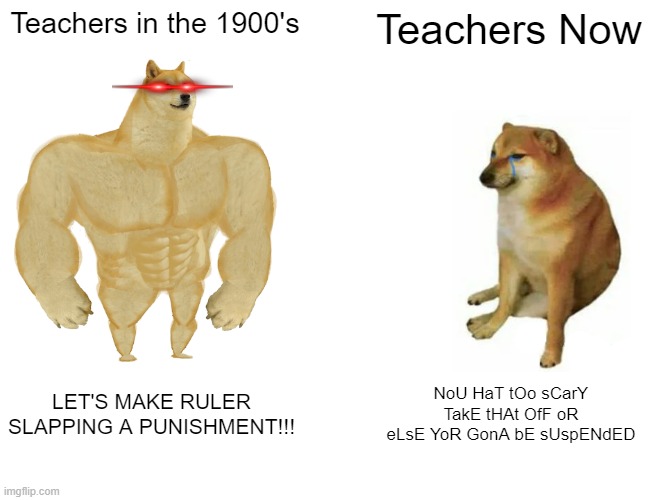 Teachers in the 1900's
Teachers Now
LET'S MAKE RULER
SLAPPING A PUNISHMENT!!!
NoU HaT tOo sCarY
TakE tHAt OfF oR
eLsE YoR GonA bE sUspENdED
imgflip.com